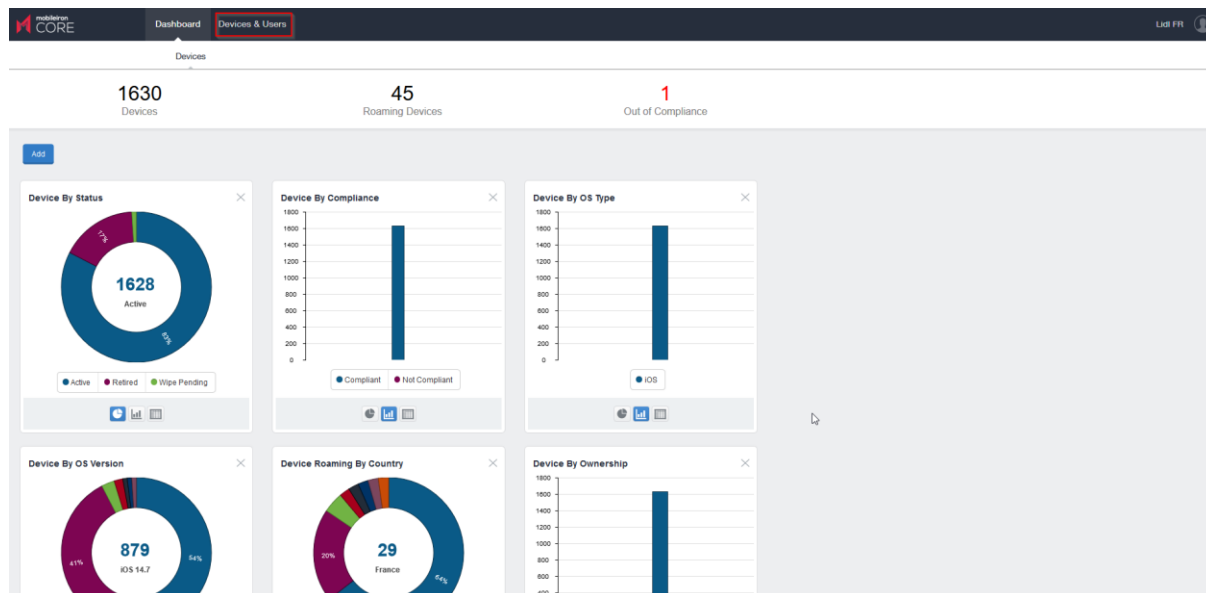 mobileiron
CORE
Dashboard
Devices & Users
Lidl FR
Devices
1630
Devices
45
Roaming Devices
1
Out of Compliance
Add
Device By Status
17%
1628
Active
83%
Active
Retired
Wipe Pending
Device By Compliance
1800
1600
1400
1200
1000
800
600
400
200
0
Compliant
Not Compliant
Device By OS Type
1800
1600
1400
1200
1000
800
600
400
200
0
iOS
Device By OS Version
41%
879
iOS 14.7
54%
Device Roaming By Country
20%
29
France
64%
Device By Ownership
1800
1600
1400
1200
1000
800
600
400